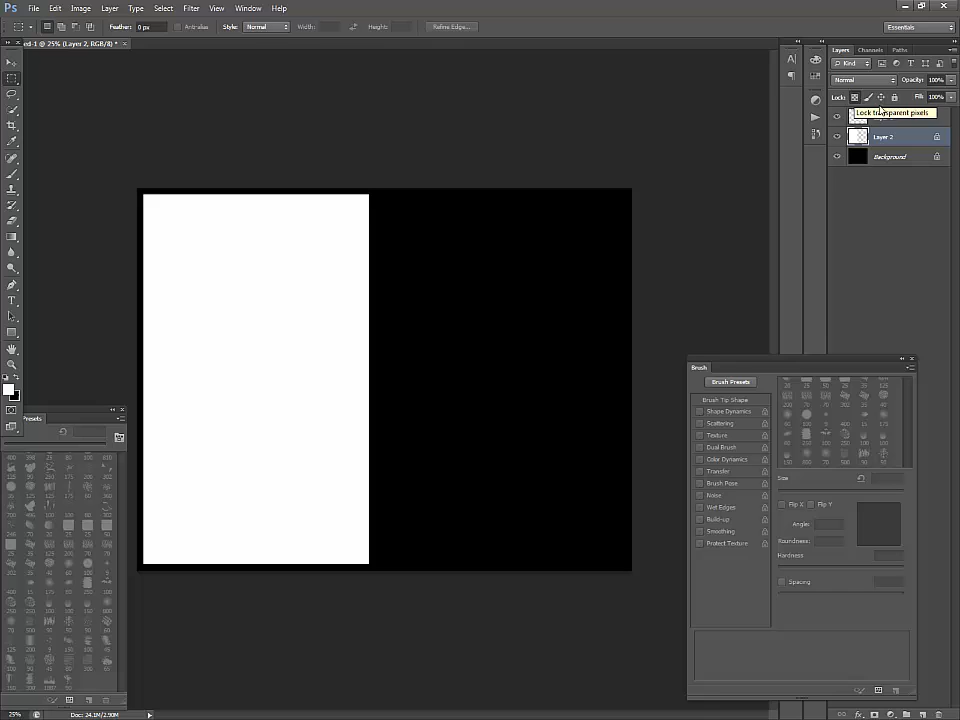 Ps File Edit Image Layer Type Select Filter View Window Help
Feather: 0 px Anti-alias Style: Normal Width: Height: Refine Edge... Essentials
ed-1 @ 25% (Layer 2, RGB/8) * ×
Layers Channels Paths
Kind
Normal Opacity: 100%
Lock: Fill: 100%
Lock transparent pixels
Layer 2
Background
Brush
Brush Presets
Brush Tip Shape
Shape Dynamics
Scattering
Texture
Dual Brush
Color Dynamics
Transfer
Brush Pose
Noise
Wet Edges
Build-up
Smoothing
Protect Texture
Size
Flip X Flip Y
Angle:
Roundness:
Hardness
Spacing
Presets
25% Doc: 24.1M/2.90M